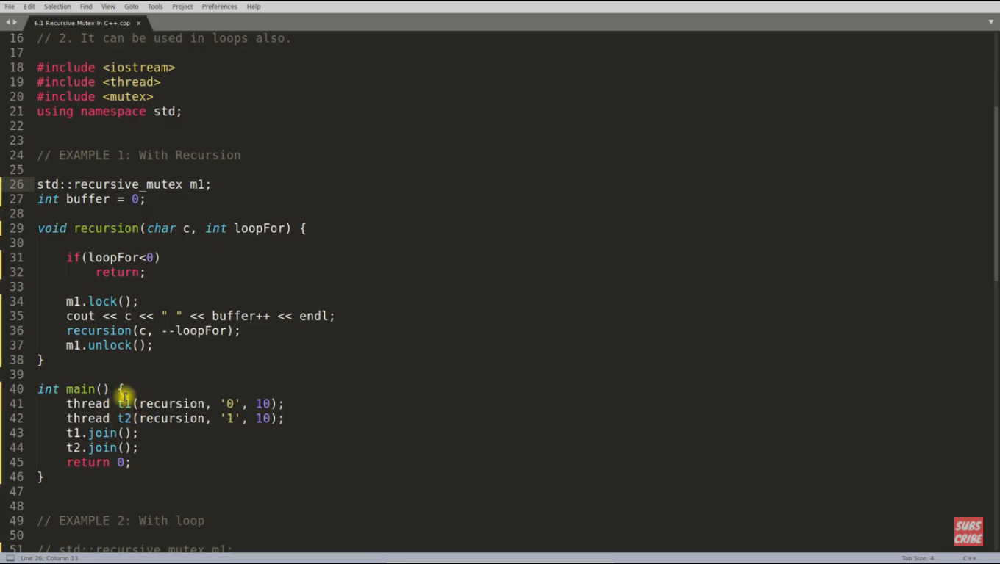 File Edit Selection Find View Goto Tools Project Preferences Help
6.1 Recursive Mutex In C++.cpp ×
16 // 2. It can be used in loops also.
17
18 #include <iostream>
19 #include <thread>
20 #include <mutex>
21 using namespace std;
22
23
24 // EXAMPLE 1: With Recursion
25
26 std::recursive_mutex m1;
27 int buffer = 0;
28
29 void recursion(char c, int loopFor) {
30
31 if(loopFor<0)
32 return;
33
34 m1.lock();
35 cout << c << " " << buffer++ << endl;
36 recursion(c, --loopFor);
37 m1.unlock();
38 }
39
40 int main() {
41 thread t1(recursion, '0', 10);
42 thread t2(recursion, '1', 10);
43 t1.join();
44 t2.join();
45 return 0;
46 }
47
48
49 // EXAMPLE 2: With loop
50
51 // std::recursive_mutex m1;
SUBS
CRIBE
Line 26, Column 13 Tab Size: 4 C++